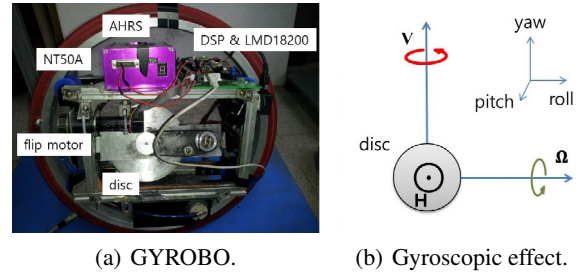 AHRS
DSP & LMD18200
NT50A
flip motor
disc
(a) GYROBO.
V
yaw
pitch
roll
disc
H
Ω
(b) Gyroscopic effect.